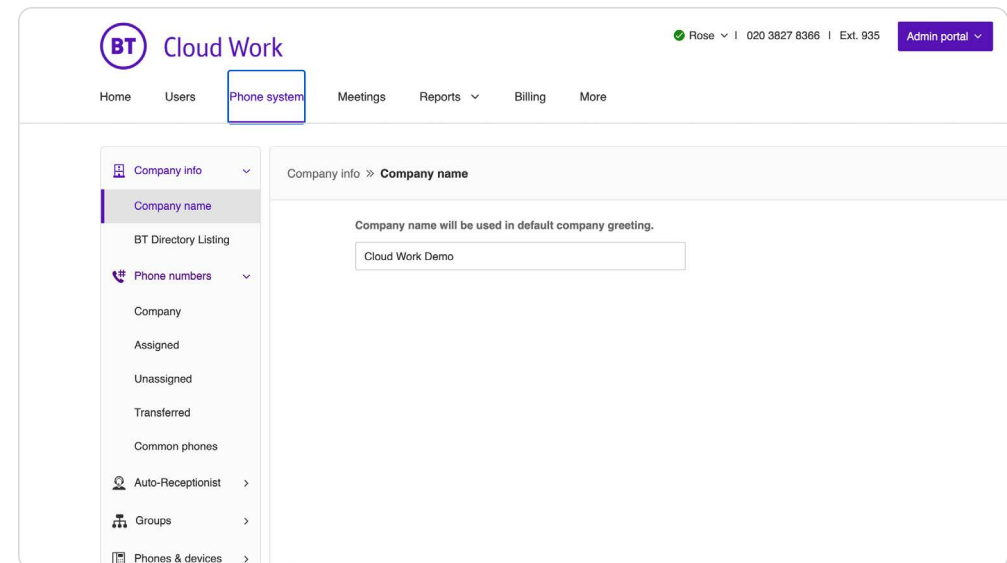 BT Cloud Work
Rose | 020 3827 8366 | Ext. 935 Admin portal
Home Users Phone system Meetings Reports Billing More
Company info
Company name
BT Directory Listing
Phone numbers
Company
Assigned
Unassigned
Transferred
Common phones
Auto-Receptionist
Groups
Phones & devices
Company info » Company name
Company name will be used in default company greeting.
Cloud Work Demo